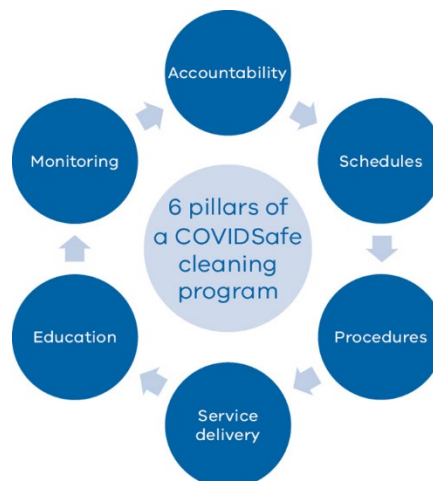 Accountability
Schedules
Procedures
Service
delivery
Education
Monitoring
6 pillars of
a COVIDSafe
cleaning
program